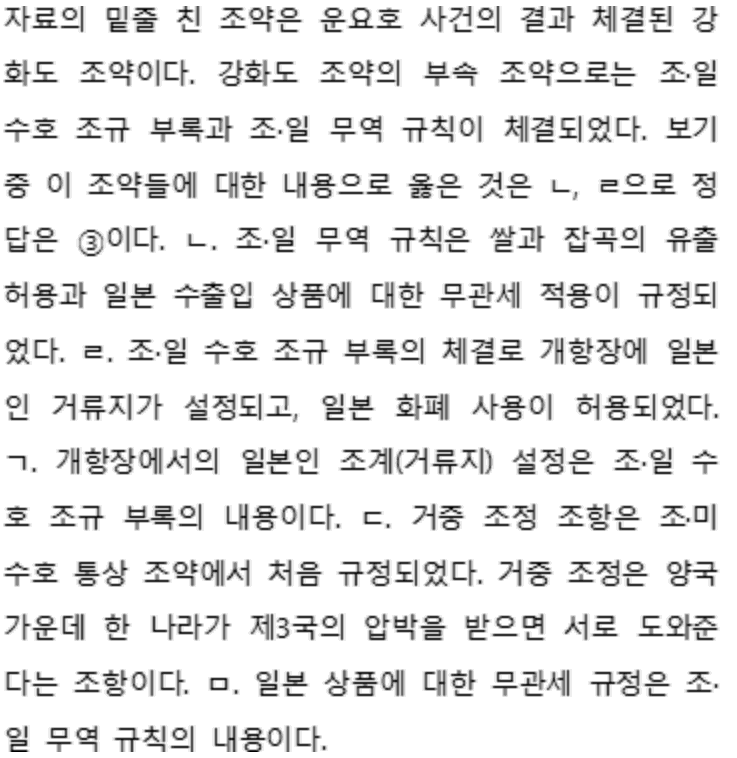 자료의 밑줄 친 조약은 운요호 사건의 결과 체결된 강
화도 조약이다. 강화도 조약의 부속 조약으로는 조·일
수호 조규 부록과 조·일 무역 규칙이 체결되었다. 보기
중 이 조약들에 대한 내용으로 옳은 것은 ㄴ, ㄹ으로 정
답은 ③이다. ㄴ. 조·일 무역 규칙은 쌀과 잡곡의 유출
허용과 일본 수출입 상품에 대한 무관세 적용이 규정되
었다. ㄹ. 조·일 수호 조규 부록의 체결로 개항장에 일본
인 거류지가 설정되고, 일본 화폐 사용이 허용되었다.
ㄱ. 개항장에서의 일본인 조계(거류지) 설정은 조·일 수
호 조규 부록의 내용이다. ㄷ. 거중 조정 조항은 조·미
수호 통상 조약에서 처음 규정되었다. 거중 조정은 양국
가운데 한 나라가 제3국의 압박을 받으면 서로 도와준
다는 조항이다. ㅁ. 일본 상품에 대한 무관세 규정은 조·
일 무역 규칙의 내용이다.